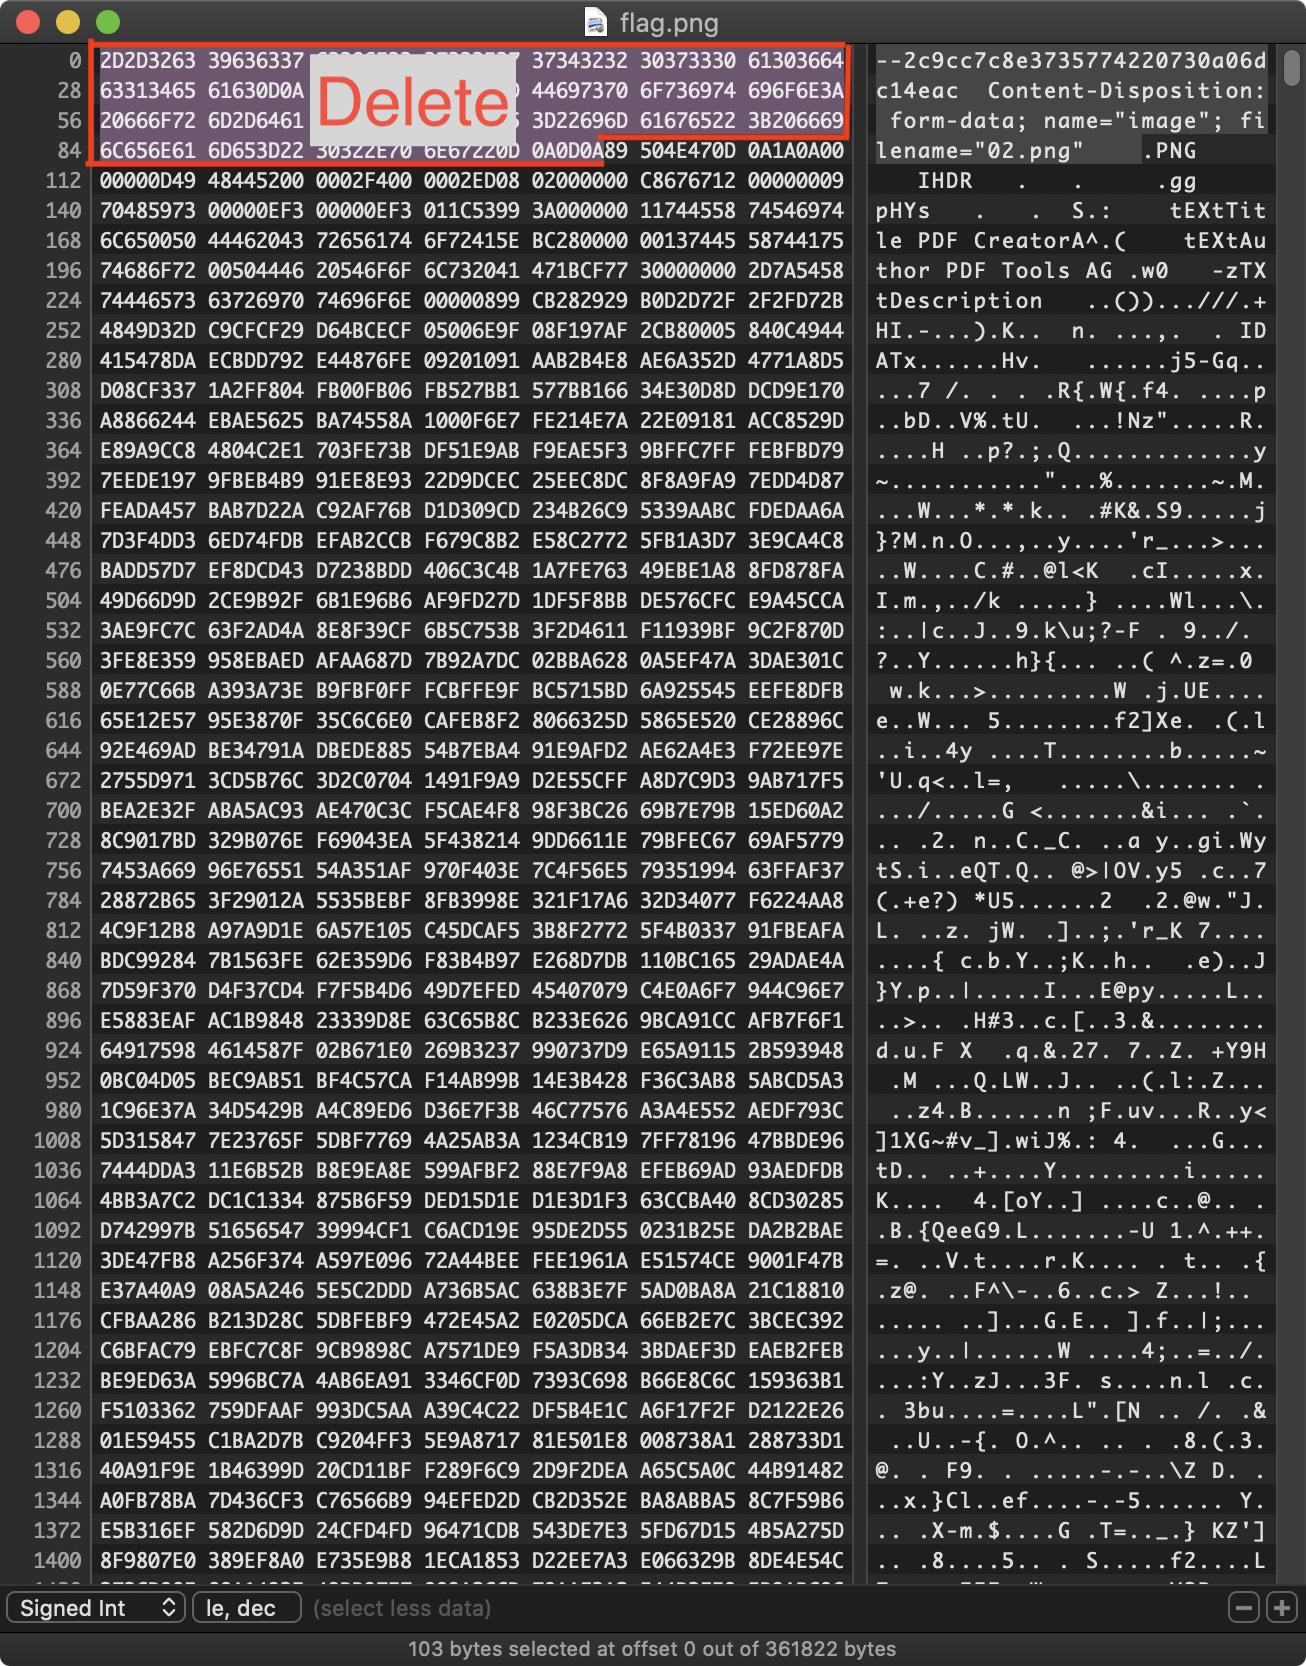 flag.png
0 2D2D3263 39636337 37343232 30373330 61303664 --2c9cc7c8e3735774220730a06d
28 63313465 61630D0A 44697370 6F736974 696F6E3A c14eac Content-Disposition:
Delete
56 20666F72 6D2D6461 3D22696D 61676522 3B206669 form-data; name="image"; fi
84 6C656E61 6D653D22 30322E70 6E67220D 0A0D0A89 504E470D 0A1A0A00 lename="02.png" .PNG
112 00000D49 48445200 0002F400 0002ED08 02000000 C8676712 00000009 IHDR . . .gg
140 70485973 00000EF3 00000EF3 011C5399 3A000000 11744558 74546974 pHYs . . S.: tEXtTit
168 6C650050 44462043 72656174 6F72415E BC280000 00137445 58744175 le PDF CreatorA^.( tEXtAu
196 74686F72 00504446 20546F6F 6C732041 471BCF77 30000000 2D7A5458 thor PDF Tools AG .w0 -zTX
224 74446573 63726970 74696F6E 00000899 CB282929 B0D2D72F 2F2FD72B tDescription ..())...///.+
252 4849D32D C9CFCF29 D64BCECF 05006E9F 08F197AF 2CB80005 840C4944 HI.-...).K.. n. ...,. . ID
280 415478DA ECBDD792 E44876FE 09201091 AAB2B4E8 AE6A352D 4771A8D5 ATx......Hv. ......j5-Gq..
308 D08CF337 1A2FF804 FB00FB06 FB527BB1 577BB166 34E30D8D DCD9E170 ...7 /. . . .R{.W{.f4. ....p
336 A8866244 EBAE5625 BA74558A 1000F6E7 FE214E7A 22E09181 ACC8529D ..bD..V%.tU. ...!Nz".....R.
364 E89A9CC8 4804C2E1 703FE73B DF51E9AB F9EAE5F3 9BFFC7FF FEBFBD79 ....H ..p?.;.Q.............y
392 7EEDE197 9FBEB4B9 91EE8E93 22D9DCEC 25EEC8DC 8F8A9FA9 7EDD4D87 ~..........."...%.......~.M.
420 FEADA457 BAB7D22A C92AF76B D1D309CD 234B26C9 5339AABC FDEDAA6A ...W...*.*.k.. .#K&.S9.....j
448 7D3F4DD3 6ED74FDB EFAB2CCB F679C8B2 E58C2772 5FB1A3D7 3E9CA4C8 }?M.n.O...,..y....'r_...>...
476 BADD57D7 EF8DCD43 D7238BDD 406C3C4B 1A7FE763 49EBE1A8 8FD878FA ..W....C.#..@l<K .cI.....x.
504 49D66D9D 2CE9B92F 6B1E96B6 AF9FD27D 1DF5F8BB DE576CFC E9A45CCA I.m.,../k .....} ....Wl...\.
532 3AE9FC7C 63F2AD4A 8E8F39CF 6B5C753B 3F2D4611 F11939BF 9C2F870D :..|c..J..9.k\u;?-F . 9../.
560 3FE8E359 958EBAED AFAA687D 7B92A7DC 02BBA628 0A5EF47A 3DAE301C ?..Y......h}{... ..( ^.z=.0
588 0E77C66B A393A73E B9FBF0FF FCBFFE9F BC5715BD 6A925545 EEFE8DFB w.k...>.........W .j.UE....
616 65E12E57 95E3870F 35C6C6E0 CAFEB8F2 8066325D 5865E520 CE28896C e..W... 5........f2]Xe. .(.l
644 92E469AD BE34791A DBEDE885 54B7EBA4 91E9AFD2 AE62A4E3 F72EE97E ..i..4y ....T........b.....~
672 2755D971 3CD5B76C 3D2C0704 1491F9A9 D2E55CFF A8D7C9D3 9AB717F5 'U.q<..l=, .....\....... .
700 BEA2E32F ABA5AC93 AE470C3C F5CAE4F8 98F3BC26 69B7E79B 15ED60A2 .../.....G <.......&i... .`.
728 8C9017BD 329B076E F69043EA 5F438214 9DD6611E 79BFEC67 69AF5779 .. .2. n..C._C. ..a y..gi.Wy
756 7453A669 96E76551 54A351AF 970F403E 7C4F56E5 79351994 63FFAF37 tS.i..eQT.Q.. @>|OV.y5 .c..7
784 28872B65 3F29012A 5535BEBF 8FB3998E 321F17A6 32D34077 F6224AA8 (.+e?) *U5......2 .2.@w."J.
812 4C9F12B8 A97A9D1E 6A57E105 C45DCAF5 3B8F2772 5F4B0337 91FBEAFA L. ..z. jW. .]..;.'r_K 7....
840 BDC99284 7B1563FE 62E359D6 F83B4B97 E268D7DB 110BC165 29ADAE4A ....{ c.b.Y..;K..h.. .e)..J
868 7D59F370 D4F37CD4 F7F5B4D6 49D7EFED 45407079 C4E0A6F7 944C96E7 }Y.p..|.....I...E@py.....L..
896 E5883EAF AC1B9848 23339D8E 63C65B8C B233E626 9BCA91CC AFB7F6F1 ..>.. .H#3..c.[..3.&........
924 64917598 4614587F 02B671E0 269B3237 990737D9 E65A9115 2B593948 d.u.F X .q.&.27. 7..Z. +Y9H
952 0BC04D05 BEC9AB51 BF4C57CA F14AB99B 14E3B428 F36C3AB8 5ABCD5A3 .M ...Q.LW..J.. ..(.l:.Z...
980 1C96E37A 34D5429B A4C89ED6 D36E7F3B 46C77576 A3A4E552 AEDF793C ..z4.B......n ;F.uv...R..y<
1008 5D315847 7E23765F 5DBF7769 4A25AB3A 1234CB19 7FF78196 47BBDE96 ]1XG~#v_].wiJ%.: 4. ...G...
1036 7444DDA3 11E6B52B B8E9EA8E 599AFBF2 88E7F9A8 EFEB69AD 93AEDFDB tD.. ..+....Y.........i.....
1064 4BB3A7C2 DC1C1334 875B6F59 DED15D1E D1E3D1F3 63CCBA40 8CD30285 K.... 4.[oY..] ....c..@.. .
1092 D742997B 51656547 39994CF1 C6ACD19E 95DE2D55 0231B25E DA2B2BAE .B.{QeeG9.L.......-U 1.^.++.
1120 3DE47FB8 A256F374 A597E096 72A44BEE FEE1961A E51574CE 9001F47B =. ..V.t....r.K.... . t.. .{
1148 E37A40A9 08A5A246 5E5C2DDD A736B5AC 638B3E7F 5AD0BA8A 21C18810 .z@. ..F^\-..6..c.> Z...!..
1176 CFBAA286 B213D28C 5DBFEBF9 472E45A2 E0205DCA 66EB2E7C 3BCEC392 ..... ..]...G.E.. ].f..|;...
1204 C6BFAC79 EBFC7C8F 9CB9898C A7571DE9 F5A3DB34 3BDAEF3D EAEB2FEB ...y..|......W ....4;..=../.
1232 BE9ED63A 5996BC7A 4AB6EA91 3346CF0D 7393C698 B66E8C6C 159363B1 ...:Y..zJ...3F. s....n.l .c.
1260 F5103362 759DFAAF 993DC5AA A39C4C22 DF5B4E1C A6F17F2F D2122E26 . 3bu....=....L".[N .. /. .&
1288 01E59455 C1BA2D7B C9204FF3 5E9A8717 81E501E8 008738A1 288733D1 ..U..-{. O.^.. .. . .8.(.3.
1316 40A91F9E 1B46399D 20CD11BF F289F6C9 2D9F2DEA A65C5A0C 44B91482 @. . F9. . .....-.-..\Z D. .
1344 A0FB78BA 7D436CF3 C76566B9 94EFED2D CB2D352E BA8ABBA5 8C7F59B6 ..x.}Cl..ef....-.-5...... Y.
1372 E5B316EF 582D6D9D 24CFD4FD 96471CDB 543DE7E3 5FD67D15 4B5A275D .. .X-m.$....G .T=.._.} KZ']
1400 8F9807E0 389EF8A0 E735E9B8 1ECA1853 D22EE7A3 E066329B 8DE4E54C .. .8....5.. . S.....f2....L
Signed Int le, dec (select less data)
103 bytes selected at offset 0 out of 361822 bytes